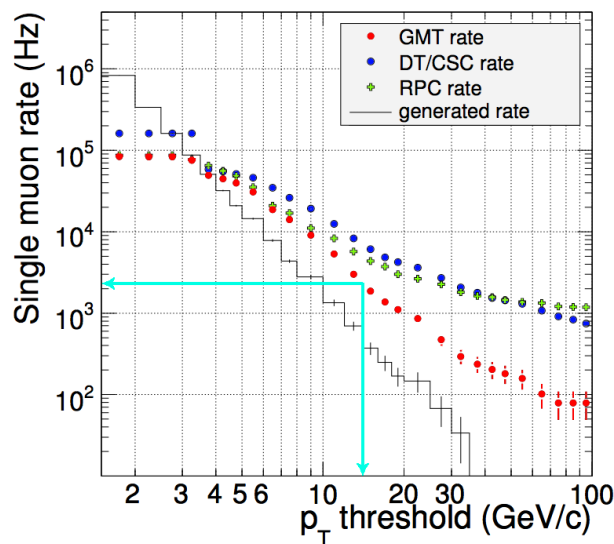 Single muon rate (Hz)
10^6
10^5
10^4
10^3
10^2
GMT rate
DT/CSC rate
RPC rate
generated rate
2 3 4 5 6 10 20 30 100
p_T threshold (GeV/c)